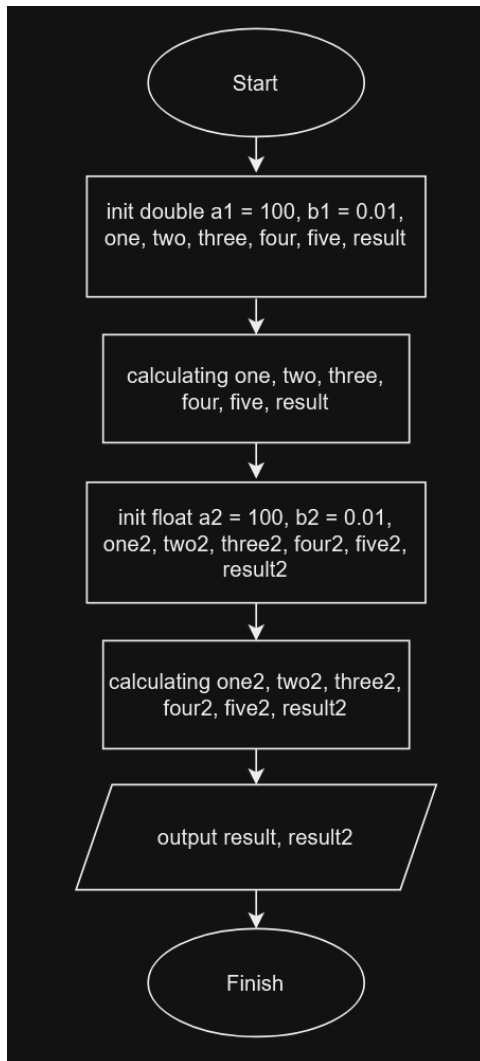 Start
init double a1 = 100, b1 = 0.01,
one, two, three, four, five, result
calculating one, two, three,
four, five, result
init float a2 = 100, b2 = 0.01,
one2, two2, three2, four2, five2,
result2
calculating one2, two2, three2,
four2, five2, result2
output result, result2
Finish